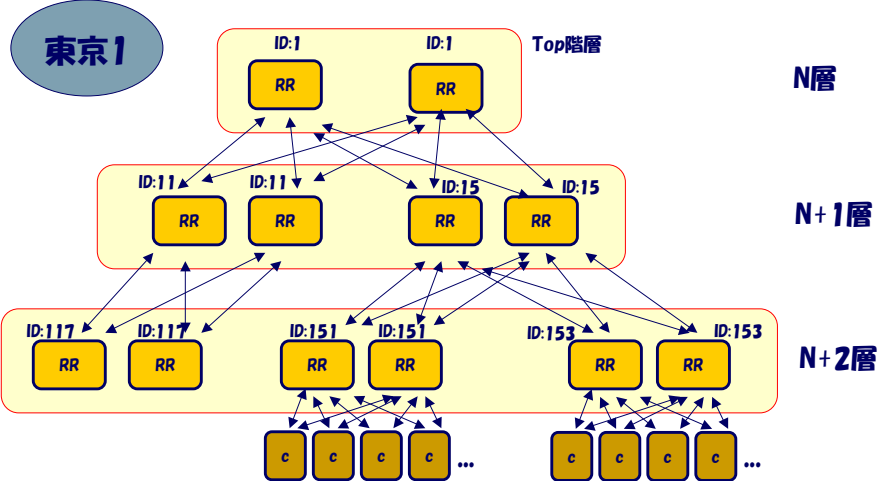 東京1
ID:1 ID:1 Top階層
RR RR N層
ID:11 ID:11 ID:15 ID:15
RR RR RR RR N+1層
ID:117 ID:117 ID:151 ID:151 ID:153 ID:153
RR RR RR RR RR RR N+2層
c c c c ... c c c c ...